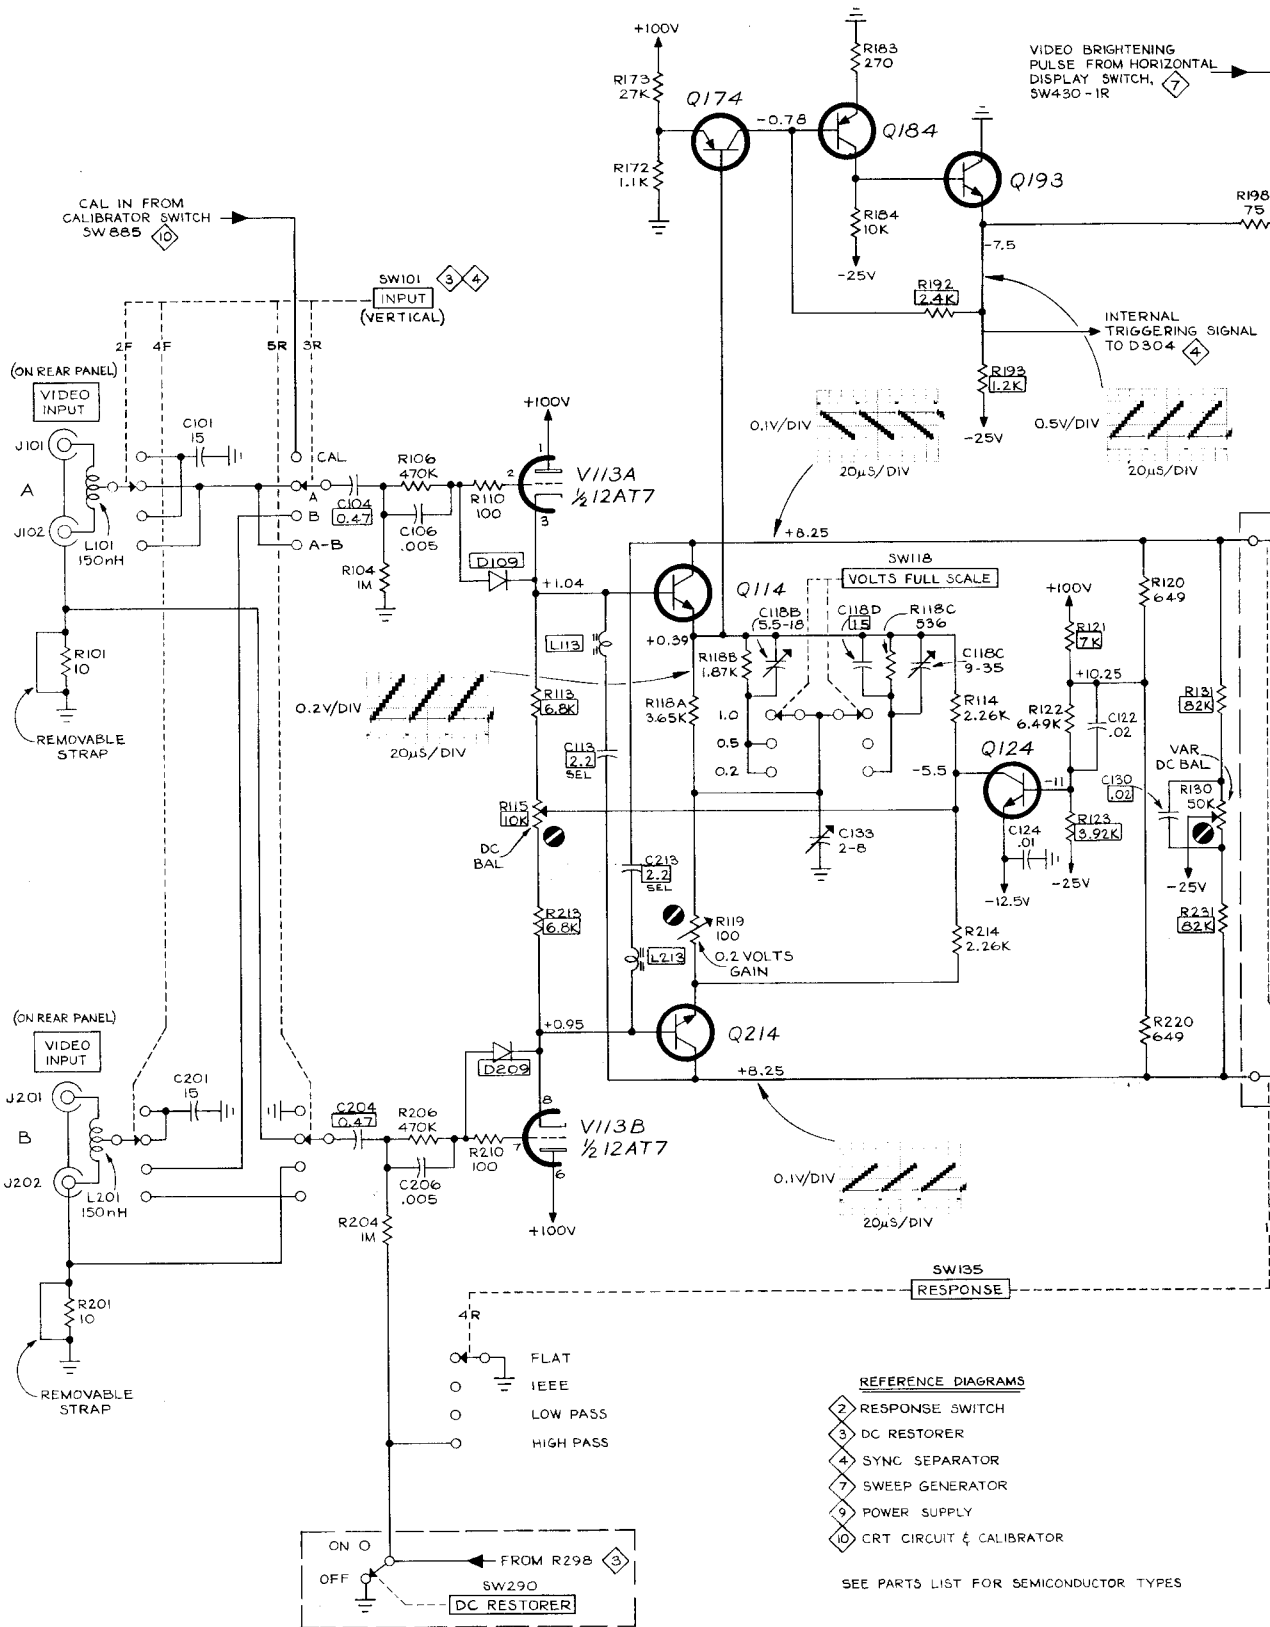 +100V
R183
270
R173
27K
Q174
-0.78
Q184
VIDEO BRIGHTENING
PULSE FROM HORIZONTAL
DISPLAY SWITCH, 7
SW430-1R
R172
1.1K
Q193
R184
10K
R198
75
-25V
-7.5
CAL IN FROM
CALIBRATOR SWITCH
SW885 10
SW101 3 4
INPUT
(VERTICAL)
R192
2.4K
INTERNAL
TRIGGERING SIGNAL
TO D304 4
2F 4F 5R 3R
(ON REAR PANEL)
VIDEO
INPUT
R193
1.2K
-25V
0.1V/DIV
20µS/DIV
0.5V/DIV
20µS/DIV
+100V
C101
15
J101
A
J102
L101
150nH
CAL
A
B
A-B
C104
0.47
R106
470K
C106
.005
R110
100
1
2
3
V113A
½ 12AT7
R104
1M
D109
+1.04
+8.25
SW118
VOLTS FULL SCALE
Q114
C118B
5.5-18
C118D
15
R118C
536
+100V
R120
649
R121
7K
+0.39
L113
R118B
1.87K
C118C
9-35
+10.25
R101
10
REMOVABLE
STRAP
0.2V/DIV
20µS/DIV
R113
6.8K
R118A
3.65K
1.0
0.5
0.2
R114
2.26K
R122
6.49K
C122
.02
R131
82K
C113
2.2
SEL
Q124
-5.5
-11
VAR
DC BAL
C130
.02
R130
50K
R115
10K
DC
BAL
C133
2-8
C124
.01
R123
3.92K
-12.5V
-25V
-25V
C213
2.2
SEL
R213
6.8K
R119
100
0.2 VOLTS
GAIN
R214
2.26K
R231
82K
L213
(ON REAR PANEL)
VIDEO
INPUT
+0.95
Q214
R220
649
D209
+8.25
C201
15
J201
B
J202
L201
150nH
C204
0.47
R206
470K
C206
.005
R210
100
8
7
6
V113B
½ 12AT7
0.1V/DIV
20µS/DIV
+100V
R204
1M
SW135
RESPONSE
R201
10
REMOVABLE
STRAP
4R
FLAT
IEEE
LOW PASS
HIGH PASS
REFERENCE DIAGRAMS
2 RESPONSE SWITCH
3 DC RESTORER
4 SYNC SEPARATOR
7 SWEEP GENERATOR
9 POWER SUPPLY
10 CRT CIRCUIT & CALIBRATOR
ON
OFF
FROM R298 3
SW290
DC RESTORER
SEE PARTS LIST FOR SEMICONDUCTOR TYPES